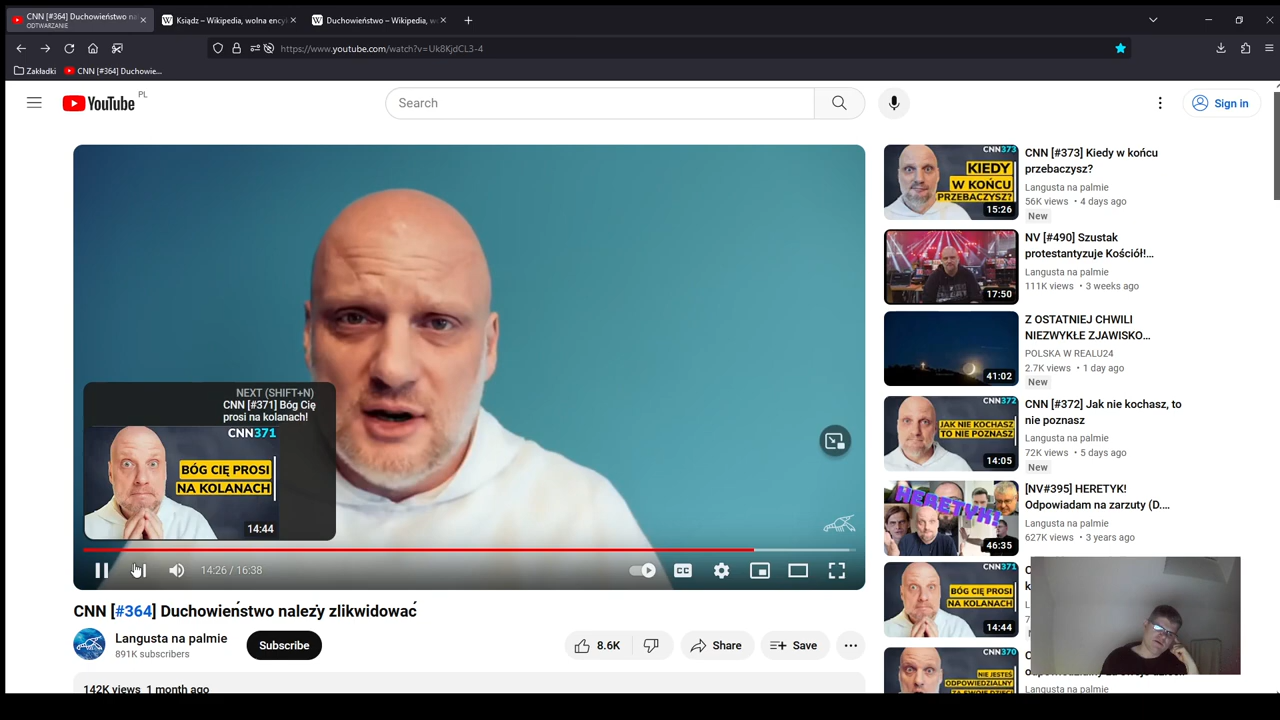 CNN [#364] Duchowieństwo na
ODTWARZANIE
Ksiądz – Wikipedia, wolna ency
Duchowieństwo – Wikipedia, w
https://www.youtube.com/watch?v=Uk8KjdCL3-4
Zakładki
CNN [#364] Duchowie...
YouTube PL
Search
Sign in
NEXT (SHIFT+N)
CNN [#371] Bóg Cię
prosi na kolanach!
CNN371
BÓG CIĘ PROSI
NA KOLANACH
14:44
14:26 / 16:38
CC
CNN [#364] Duchowieństwo należy zlikwidować
Langusta na palmie
891K subscribers
Subscribe
8.6K
Share
Save
142K views 1 month ago
CNN373
KIEDY
W KOŃCU
PRZEBACZYSZ?
15:26
CNN [#373] Kiedy w końcu
przebaczysz?
Langusta na palmie
56K views • 4 days ago
New
17:50
NV [#490] Szustak
protestantyzuje Kościół!...
Langusta na palmie
111K views • 3 weeks ago
41:02
Z OSTATNIEJ CHWILI
NIEZWYKŁE ZJAWISKO...
POLSKA W REALU24
2.7K views • 1 day ago
New
CNN372
JAK NIE KOCHASZ
TO NIE POZNASZ
14:05
CNN [#372] Jak nie kochasz, to
nie poznasz
Langusta na palmie
72K views • 5 days ago
New
HERETYK!
46:35
[NV#395] HERETYK!
Odpowiadam na zarzuty (D....
Langusta na palmie
627K views • 3 years ago
CNN371
BÓG CIĘ PROSI
NA KOLANACH
14:44
CNN370
NIE JESTEŚ
ODPOWIEDZIALNY
ZA SWOJE DZIECI
Langusta na palmie